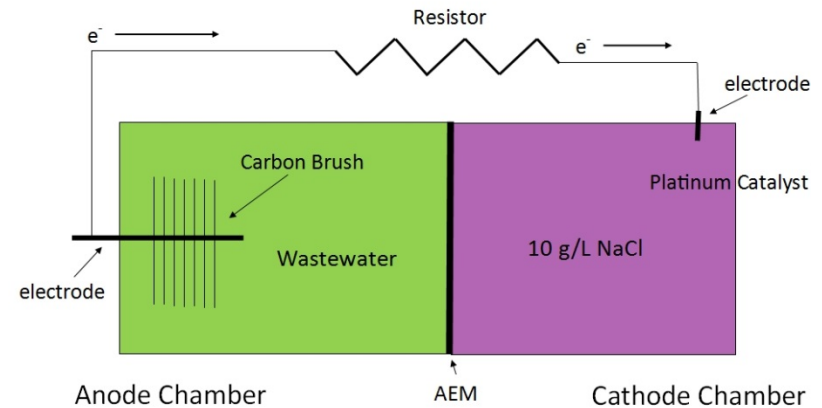 Resistor
e-
e-
electrode
Carbon Brush
Platinum Catalyst
Wastewater
10 g/L NaCl
electrode
Anode Chamber
AEM
Cathode Chamber